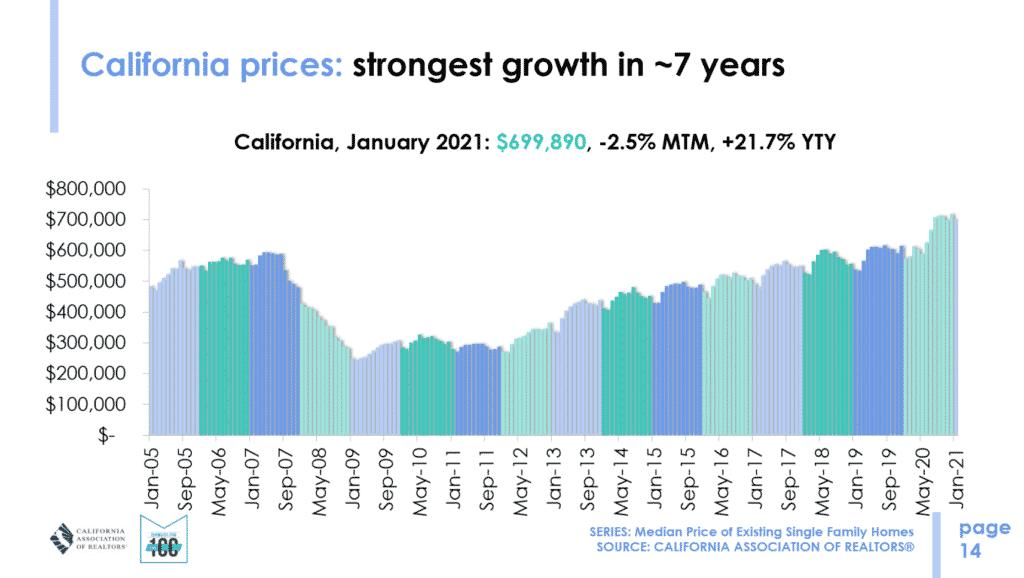 California prices: strongest growth in ~7 years
California, January 2021: $699,890, -2.5% MTM, +21.7% YTY
$800,000
$700,000
$600,000
$500,000
$400,000
$300,000
$200,000
$100,000
$-
Jan-05
Sep-05
May-06
Jan-07
Sep-07
May-08
Jan-09
Sep-09
May-10
Jan-11
Sep-11
May-12
Jan-13
Sep-13
May-14
Jan-15
Sep-15
May-16
Jan-17
Sep-17
May-18
Jan-19
Sep-19
May-20
Jan-21
CALIFORNIA
ASSOCIATION
OF REALTORS®
SERIES: Median Price of Existing Single Family Homes
SOURCE: CALIFORNIA ASSOCIATION OF REALTORS®
page
14